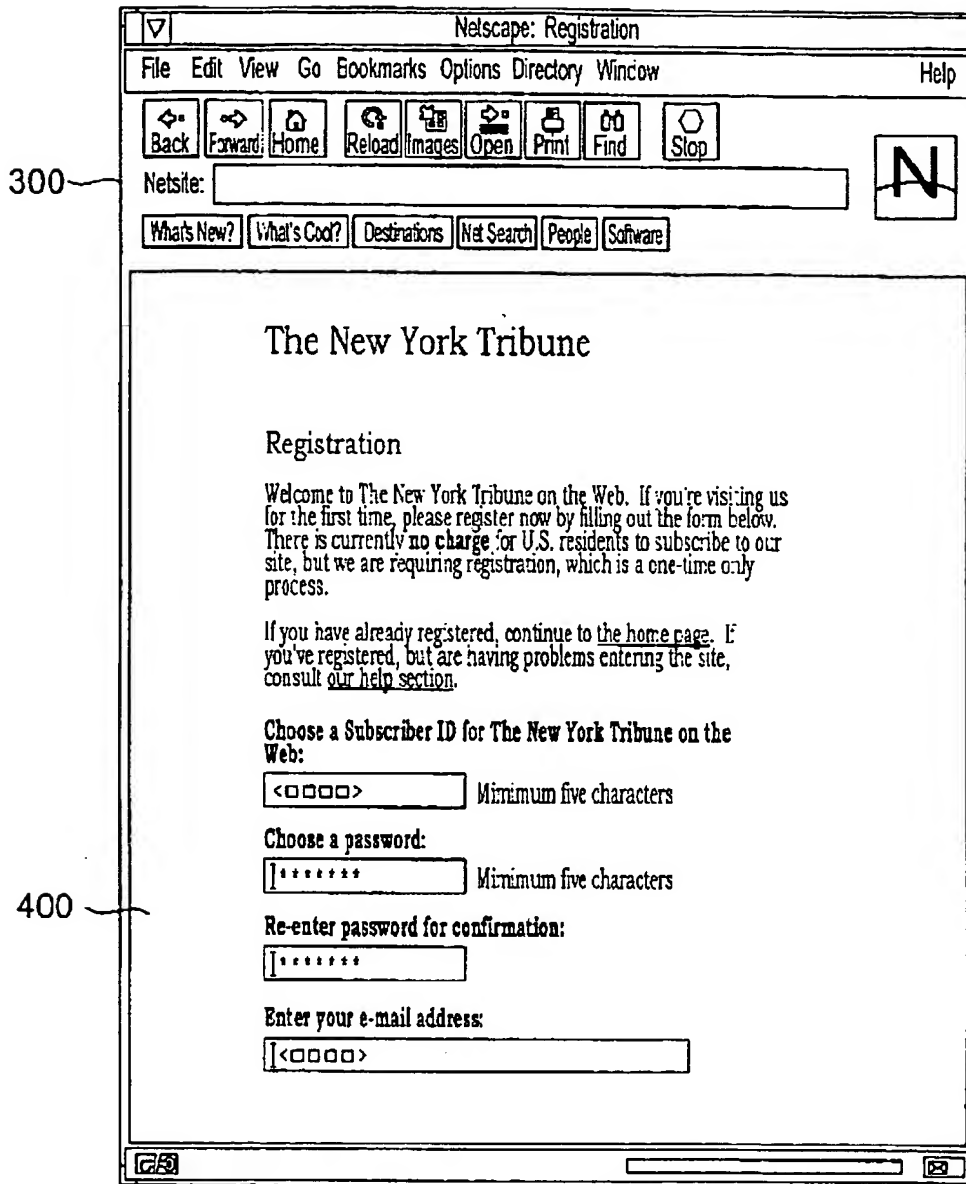 Netscape: Registration
File Edit View Go Bookmarks Options Directory Window Help
Back Forward Home Reload Images Open Print Find Stop
N
300
Netsite:
What's New? What's Cool? Destinations Net Search People Software
The New York Tribune
Registration
Welcome to The New York Tribune on the Web. If you're visiting us
for the first time, please register now by filling out the form below.
There is currently no charge for U.S. residents to subscribe to our
site, but we are requiring registration, which is a one-time only
process.
If you have already registered, continue to the home page. If
you've registered, but are having problems entering the site,
consult our help section.
Choose a Subscriber ID for The New York Tribune on the
Web:
<□□□□> Minimum five characters
Choose a password:
******* Minimum five characters
400
Re-enter password for confirmation:
*******
Enter your e-mail address:
<□□□□>